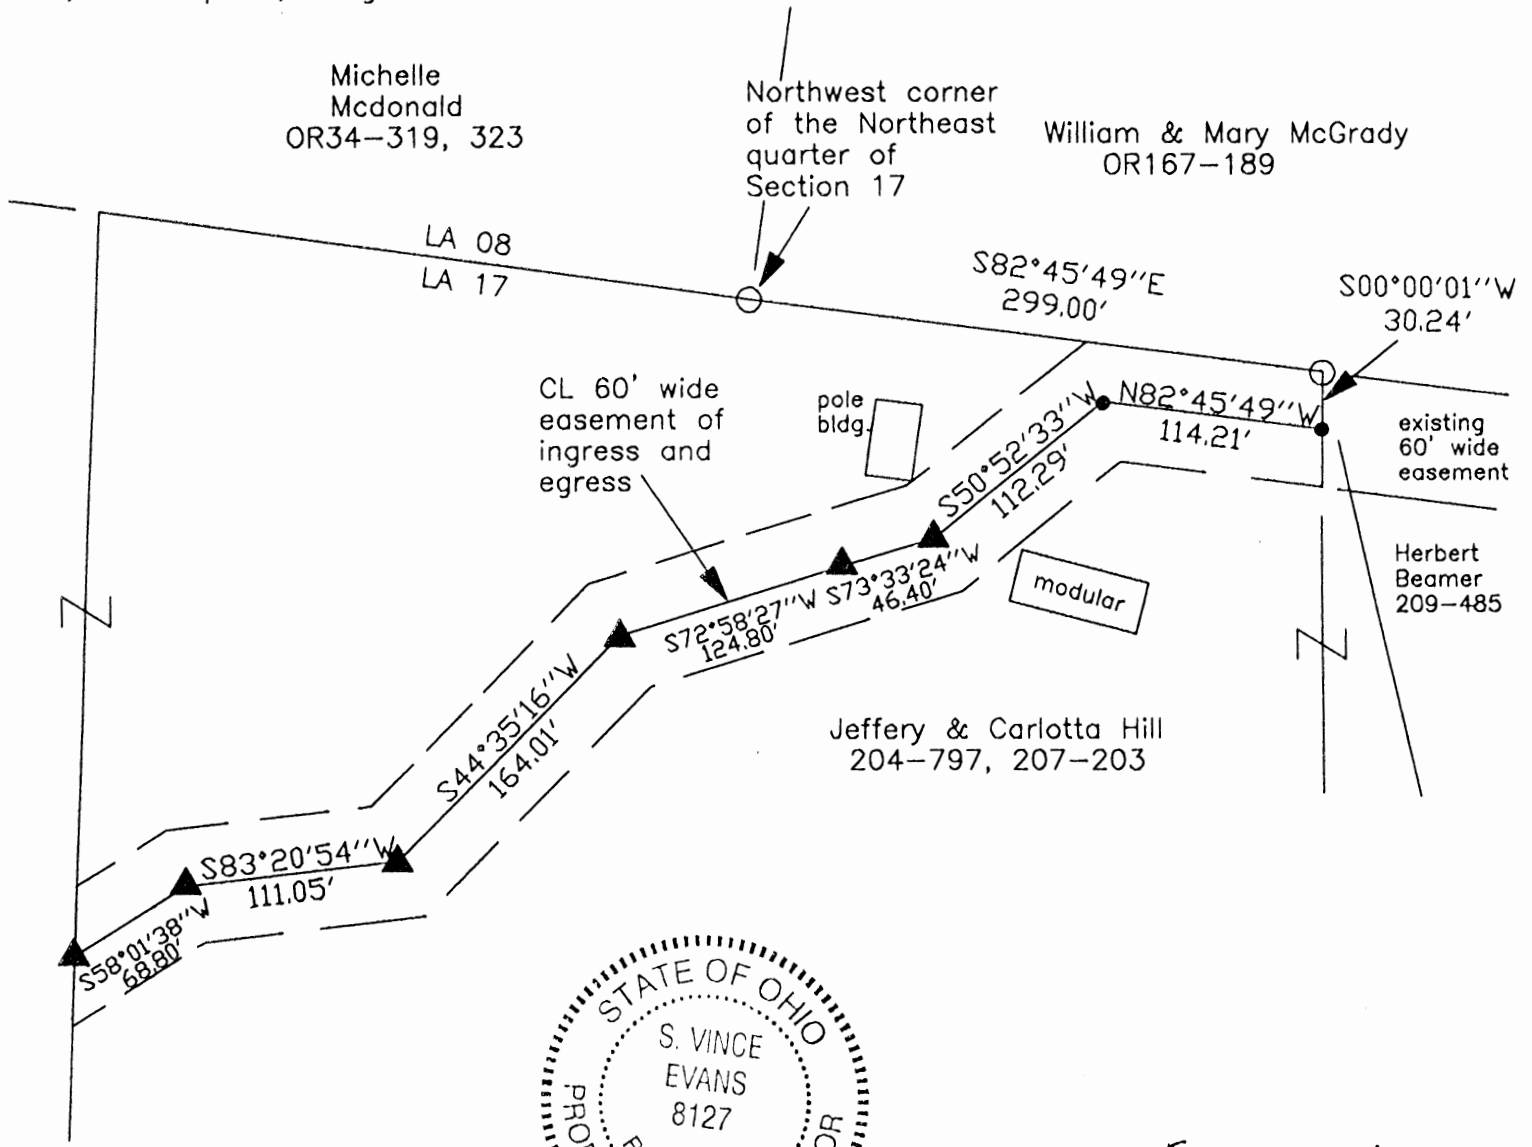 Michelle
Mcdonald
OR34-319, 323
Northwest corner
of the Northeast
quarter of
Section 17
William & Mary McGrady
OR167-189
LA 08
LA 17
S82°45'49"E
299.00'
S00°00'01"W
30.24'
CL 60' wide
easement of
ingress and
egress
pole
bldg.
N82°45'49"W
114.21'
existing
60' wide
easement
S50°52'33"W
112.29'
S73°33'24"W
46.40'
S72°58'27"W
124.80'
modular
Herbert
Beamer
209-485
S44°35'16"W
164.01'
Jeffery & Carlotta Hill
204-797, 207-203
S83°20'54"W
111.05'
S58°01'38"W
68.80'
STATE OF OHIO
S. VINCE
EVANS
8127